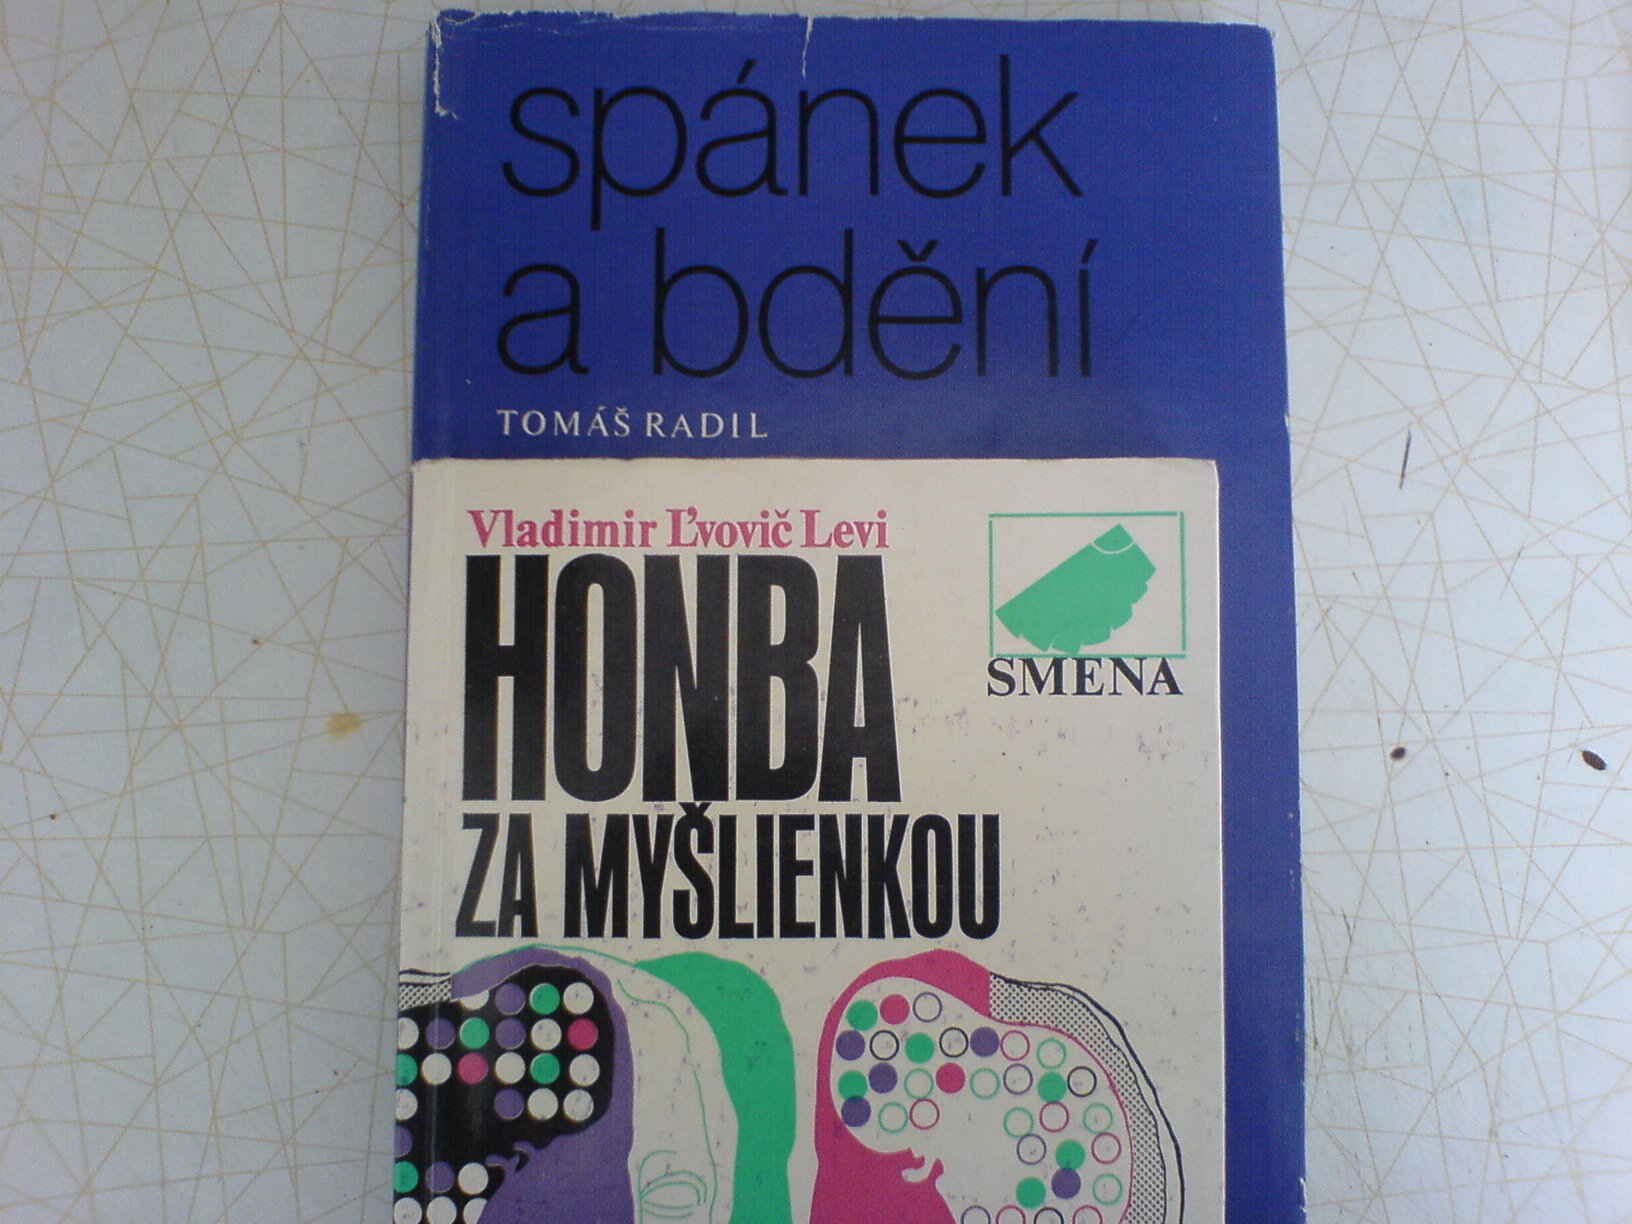 spánek
a bdění
TOMÁŠ RADIL
Vladimir Ľvovič Levi
HONBA
ZA MYŠLIENKOU
SMENA